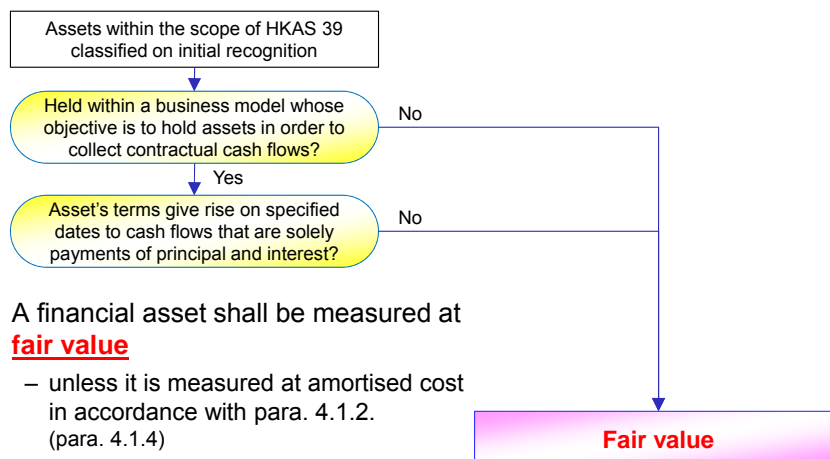 Assets within the scope of HKAS 39
classified on initial recognition
Held within a business model whose
objective is to hold assets in order to
collect contractual cash flows?
No
Yes
Asset's terms give rise on specified
dates to cash flows that are solely
payments of principal and interest?
No
A financial asset shall be measured at
fair value
– unless it is measured at amortised cost
in accordance with para. 4.1.2.
(para. 4.1.4)
Fair value